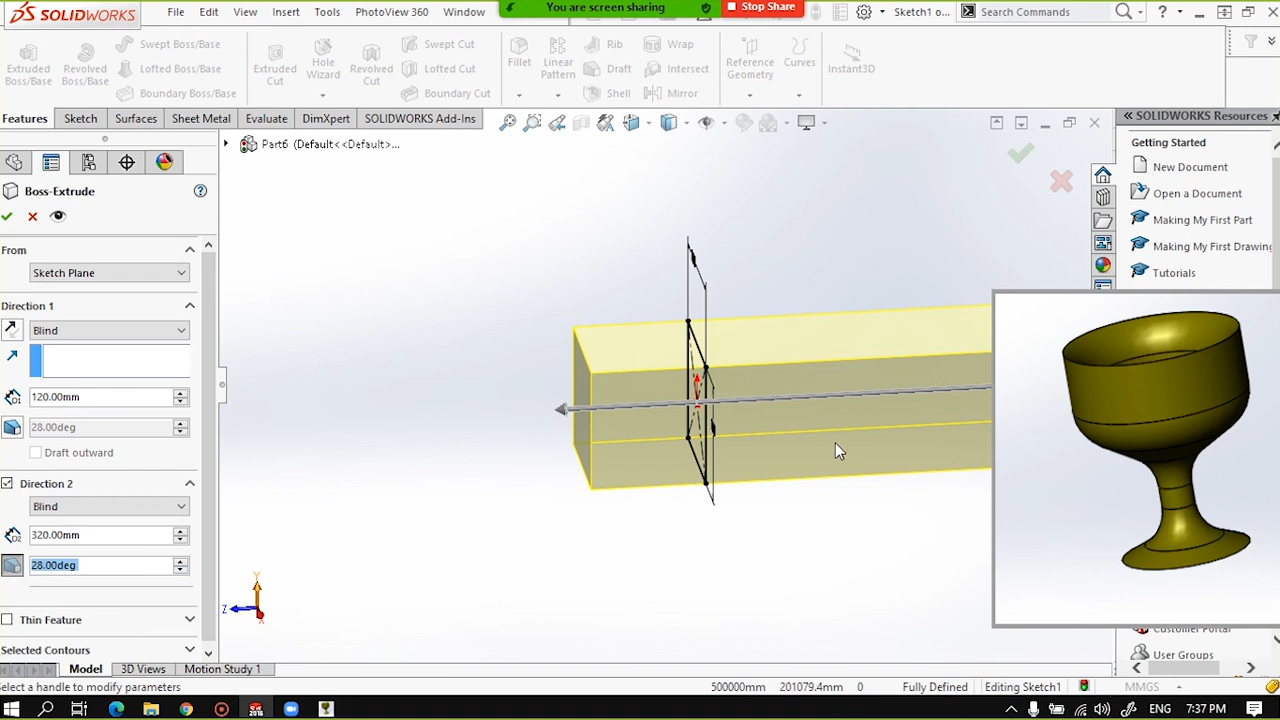 SOLIDWORKS
File Edit View Insert Tools PhotoView 360 Window
You are screen sharing
Stop Share
Sketch1 o...
Search Commands
Extruded Boss/Base
Revolved Boss/Base
Swept Boss/Base
Lofted Boss/Base
Boundary Boss/Base
Extruded Cut
Hole Wizard
Revolved Cut
Swept Cut
Lofted Cut
Boundary Cut
Fillet
Linear Pattern
Rib
Draft
Shell
Wrap
Intersect
Mirror
Reference Geometry
Curves
Instant3D
Features Sketch Surfaces Sheet Metal Evaluate DimXpert SOLIDWORKS Add-Ins
Part6 (Default<<Default>...
Boss-Extrude
From
Sketch Plane
Direction 1
Blind
120.00mm
28.00deg
Draft outward
Direction 2
Blind
320.00mm
28.00deg
Thin Feature
Selected Contours
Y
Z
X
SOLIDWORKS Resources
Getting Started
New Document
Open a Document
Making My First Part
Making My First Drawing
Tutorials
User Groups
Model 3D Views Motion Study 1
Select a handle to modify parameters
500000mm 201079.4mm 0 Fully Defined Editing Sketch1 MMGS
ENG 7:37 PM